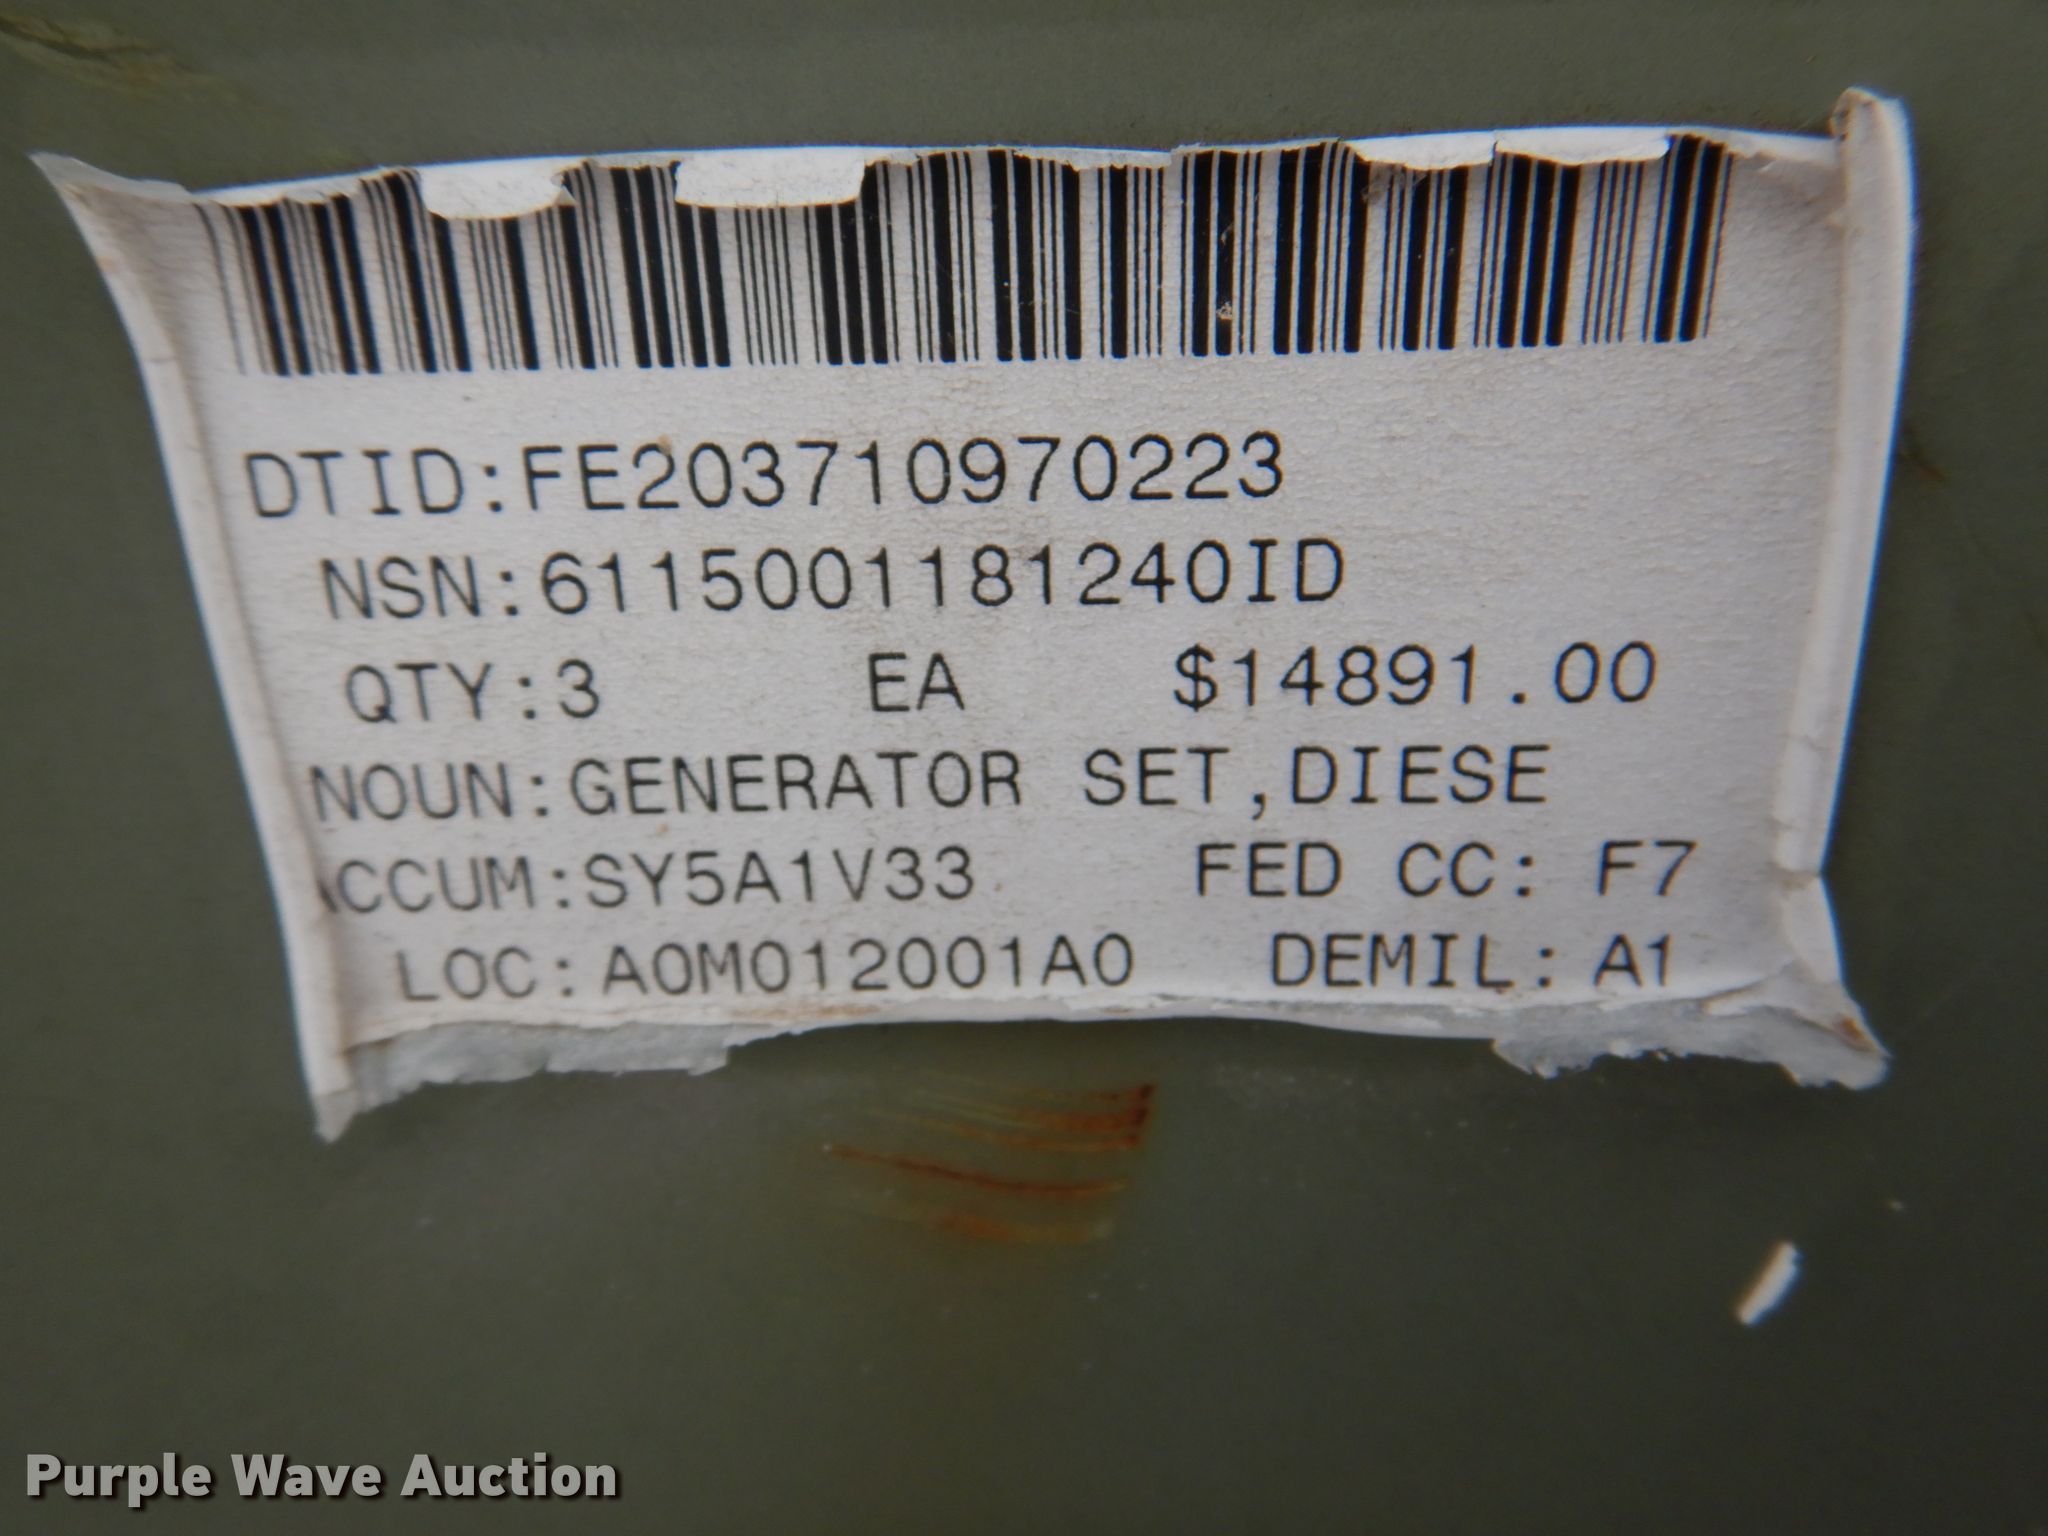 DTID:FE203710970223
NSN:6115001181240ID
QTY:3 EA $14891.00
NOUN:GENERATOR SET,DIESE
ACCUM:SY5A1V33 FED CC: F7
LOC:A0M012001A0 DEMIL: A1
Purple Wave Auction